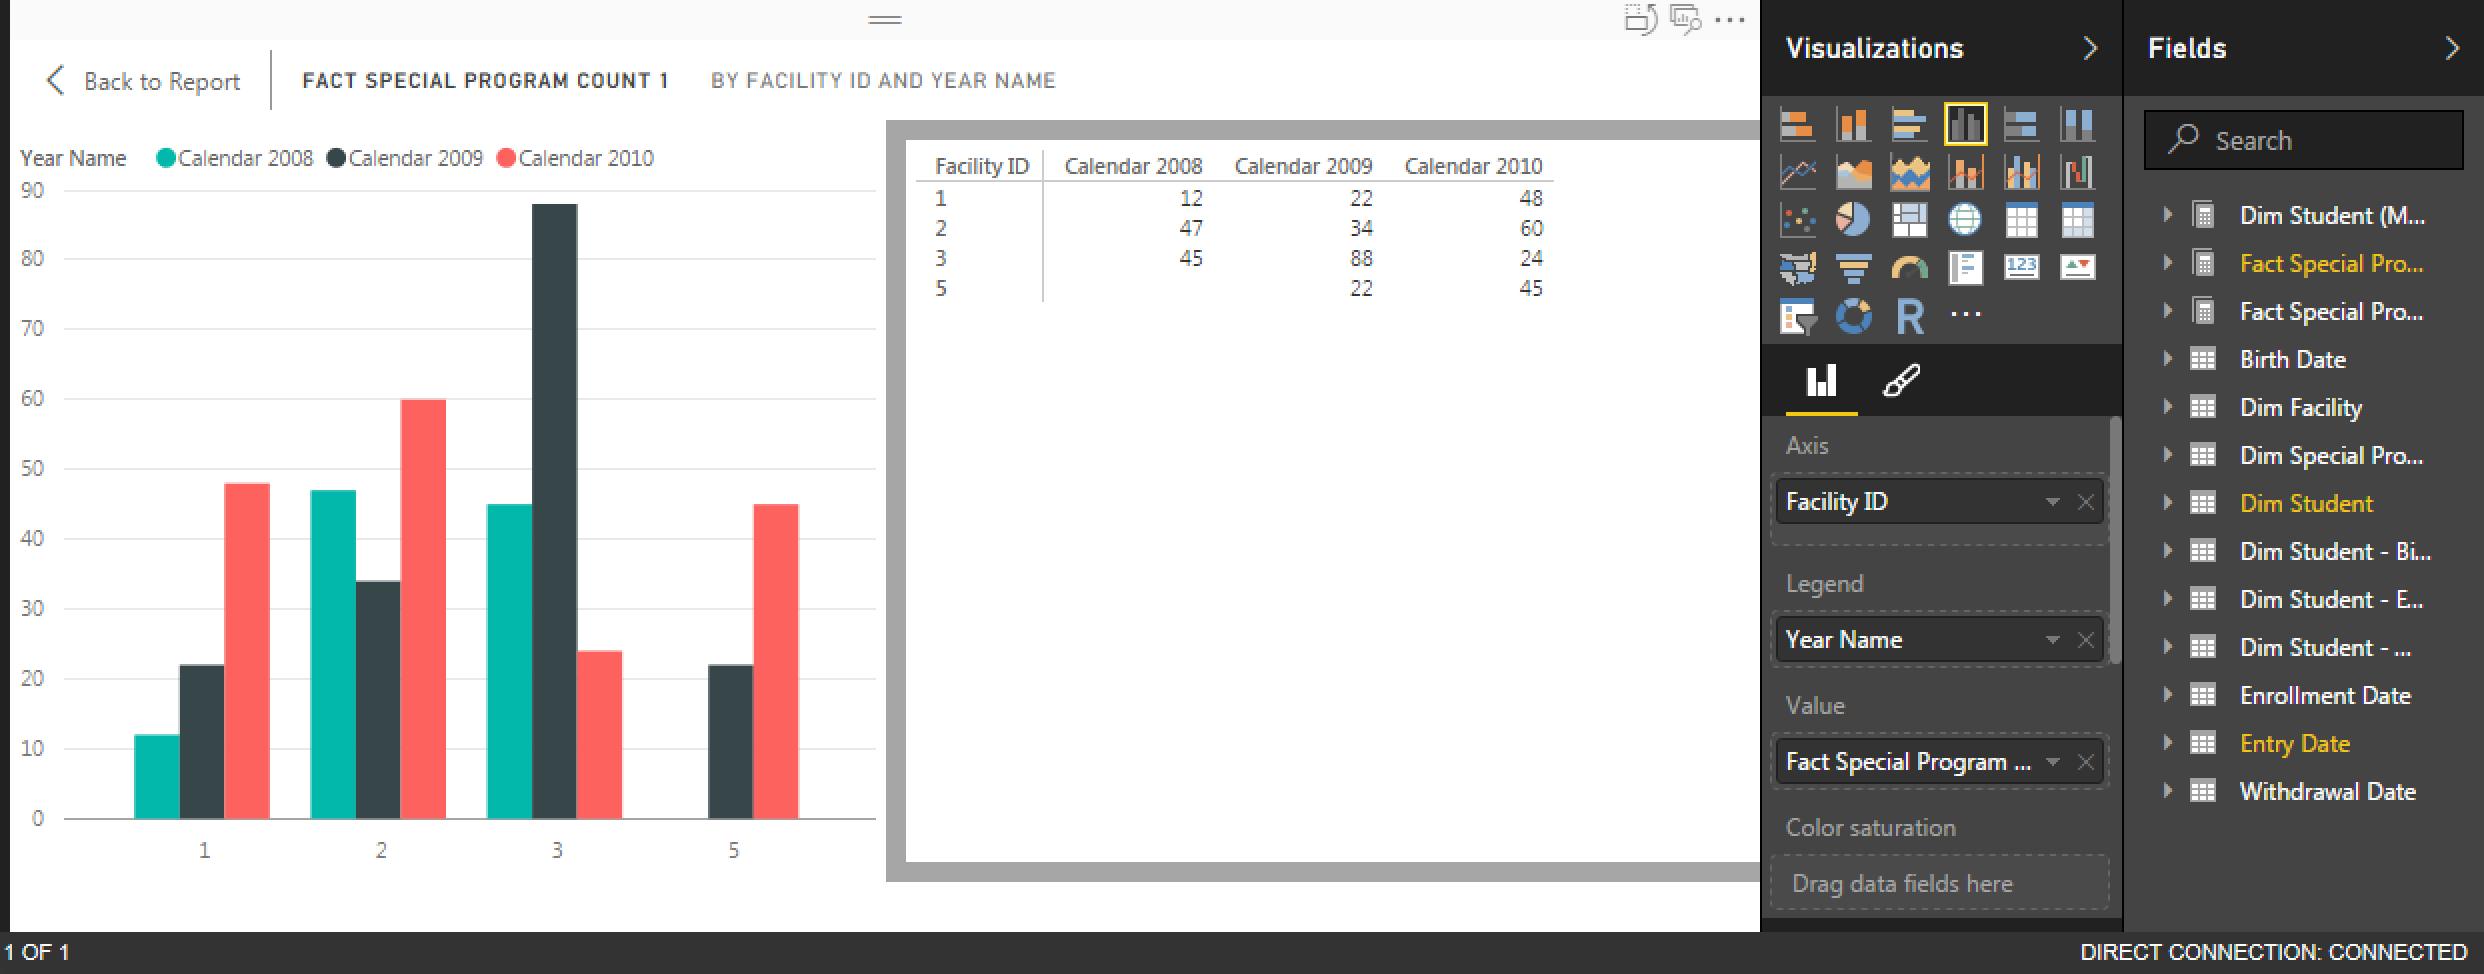 Back to Report
FACT SPECIAL PROGRAM COUNT 1 BY FACILITY ID AND YEAR NAME
Year Name Calendar 2008 Calendar 2009 Calendar 2010
90
80
70
60
50
40
30
20
10
0
1 2 3 5
Facility ID Calendar 2008 Calendar 2009 Calendar 2010
1 12 22 48
2 47 34 60
3 45 88 24
5 22 45
Visualizations
123
R
Axis
Facility ID
Legend
Year Name
Value
Fact Special Program ...
Color saturation
Drag data fields here
Fields
Search
Dim Student (M...
Fact Special Pro...
Fact Special Pro...
Birth Date
Dim Facility
Dim Special Pro...
Dim Student
Dim Student - Bi...
Dim Student - E...
Dim Student - ...
Enrollment Date
Entry Date
Withdrawal Date
1 OF 1
DIRECT CONNECTION: CONNECTED